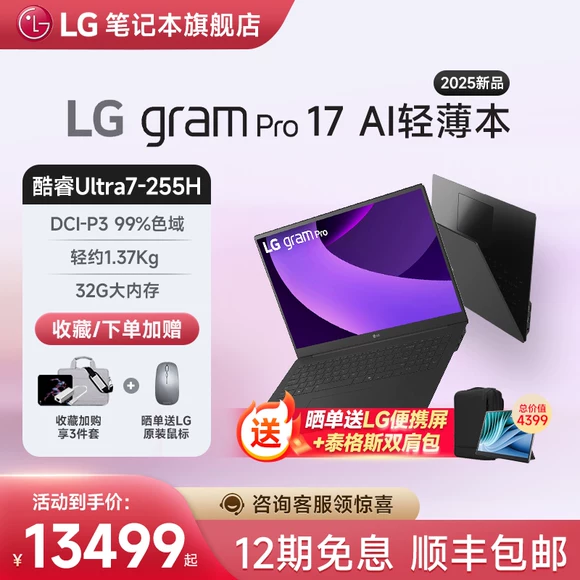 LG 笔记本旗舰店
2025新品
LG gram Pro 17 AI轻薄本
酷睿Ultra7-255H
DCI-P3 99%色域
轻约1.37Kg
32G大内存
收藏/下单加赠
收藏加购
享3件套
晒单送LG
原装鼠标
LG gram Pro
送
晒单送LG便携屏
+泰格斯双肩包
总价值
4399
活动到手价:
¥13499起
咨询客服领惊喜
12期免息 顺丰包邮